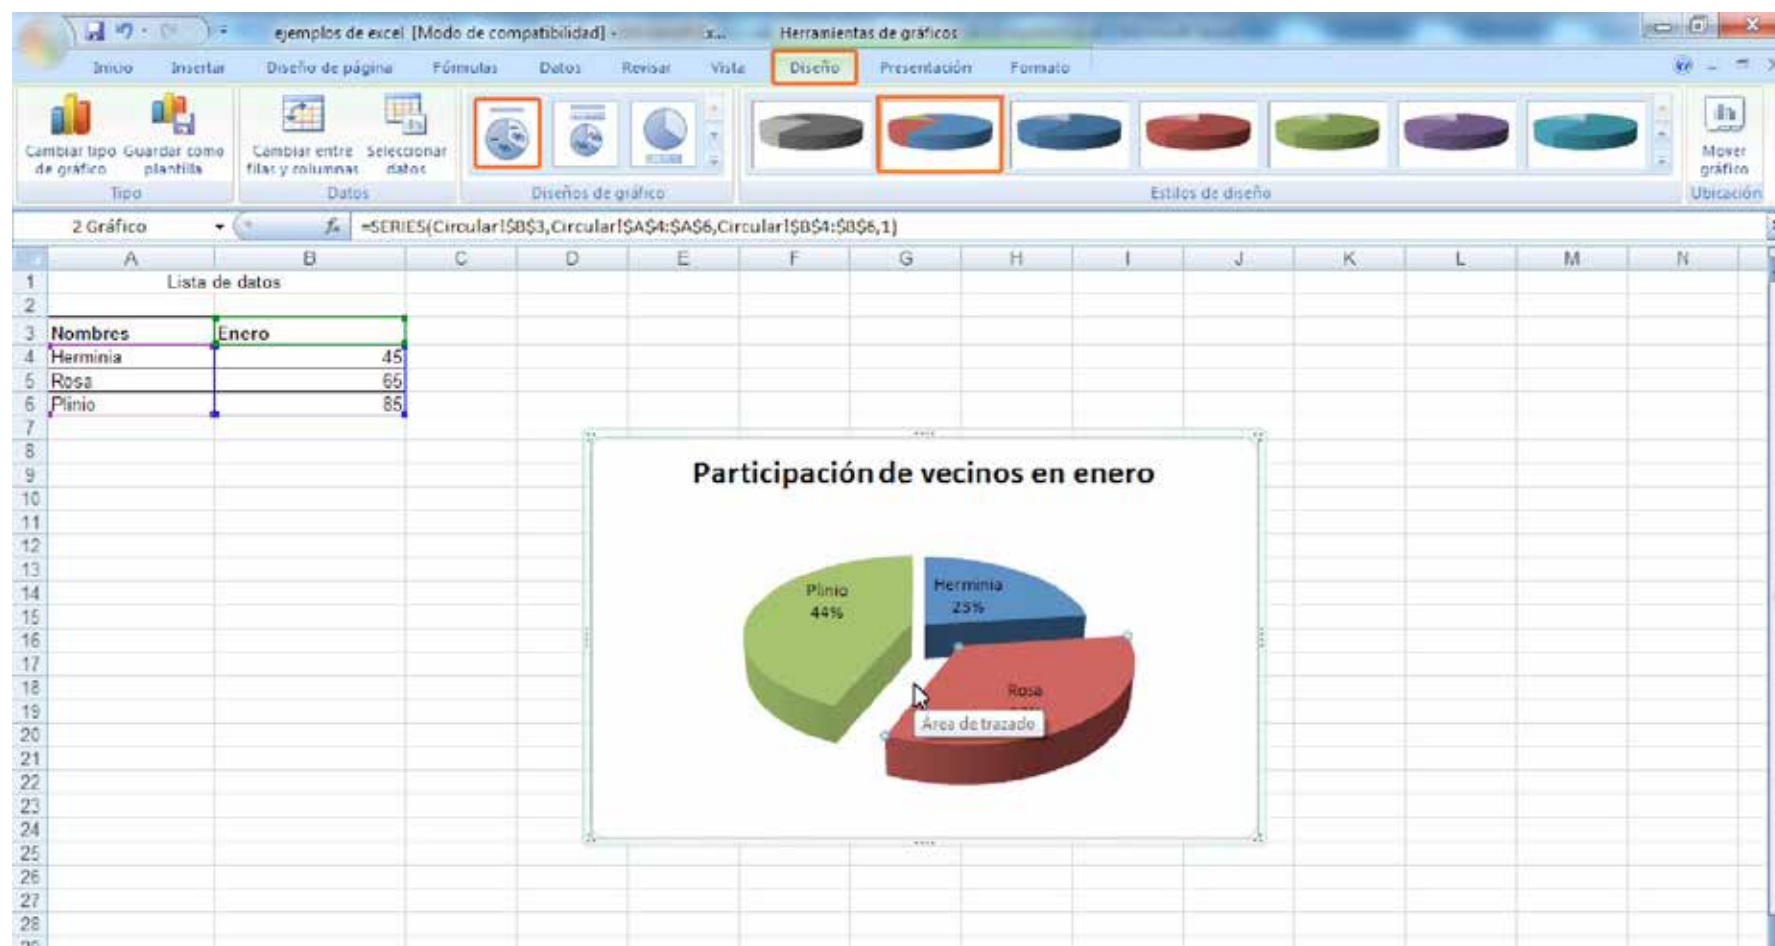 ejemplos de excel [Modo de compatibilidad] - x... Herramientas de gráficos
Inicio Insertar Diseño de página Fórmulas Datos Revisar Vista Diseño Presentación Formato
Cambiar tipo de gráfico
Guardar como plantilla
Tipo
Cambiar entre filas y columnas
Seleccionar datos
Datos
Diseños de gráfico
Estilos de diseño
Mover gráfico
Ubicación
2 Gráfico fx =SERIES(Circular!$B$3,Circular!$A$4:$A$6,Circular!$B$4:$B$6,1)
A B C D E F G H I J K L M N
1 Lista de datos
2
3 Nombres Enero
4 Herminia 45
5 Rosa 65
6 Plinio 85
7
8
9
10
11
12
13
14
15
16
17
18
19
20
21
22
23
24
25
26
27
28
Participación de vecinos en enero
Plinio
44%
Herminia
23%
Rosa
Área de trazado